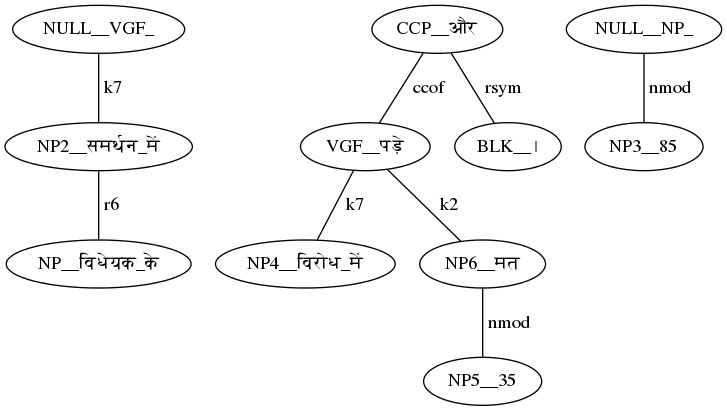 NULL__VGF_ CCP__और NULL__NP_
k7 ccof rsym nmod
NP2__समर्थन_में VGF__पड़े BLK__। NP3__85
r6 k7 k2
NP__विधेयक_के NP4__विरोध_में NP6__मत
nmod
NP5__35